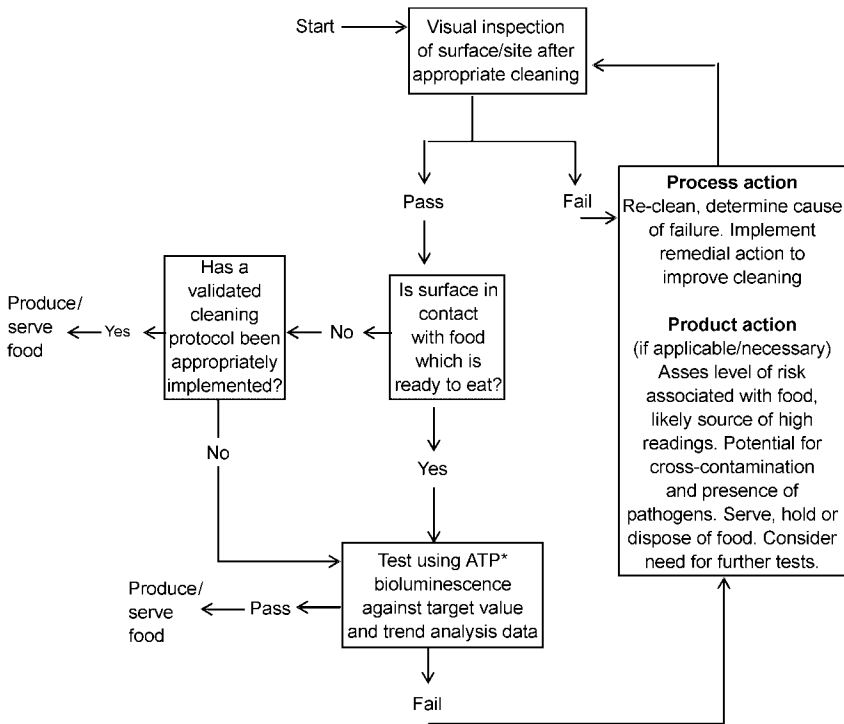 Start
Visual inspection
of surface/site after
appropriate cleaning
Pass
Fail
Process action
Re-clean, determine cause
of failure. Implement
remedial action to
improve cleaning
Product action
(if applicable/necessary)
Asses level of risk
associated with food,
likely source of high
readings. Potential for
cross-contamination
and presence of
pathogens. Serve, hold or
dispose of food. Consider
need for further tests.
Is surface in
contact
with food
which is
ready to eat?
No
Has a
validated
cleaning
protocol been
appropriately
implemented?
Yes
Produce/
serve
food
No
Yes
Test using ATP*
bioluminescence
against target value
and trend analysis data
Pass
Produce/
serve
food
Fail